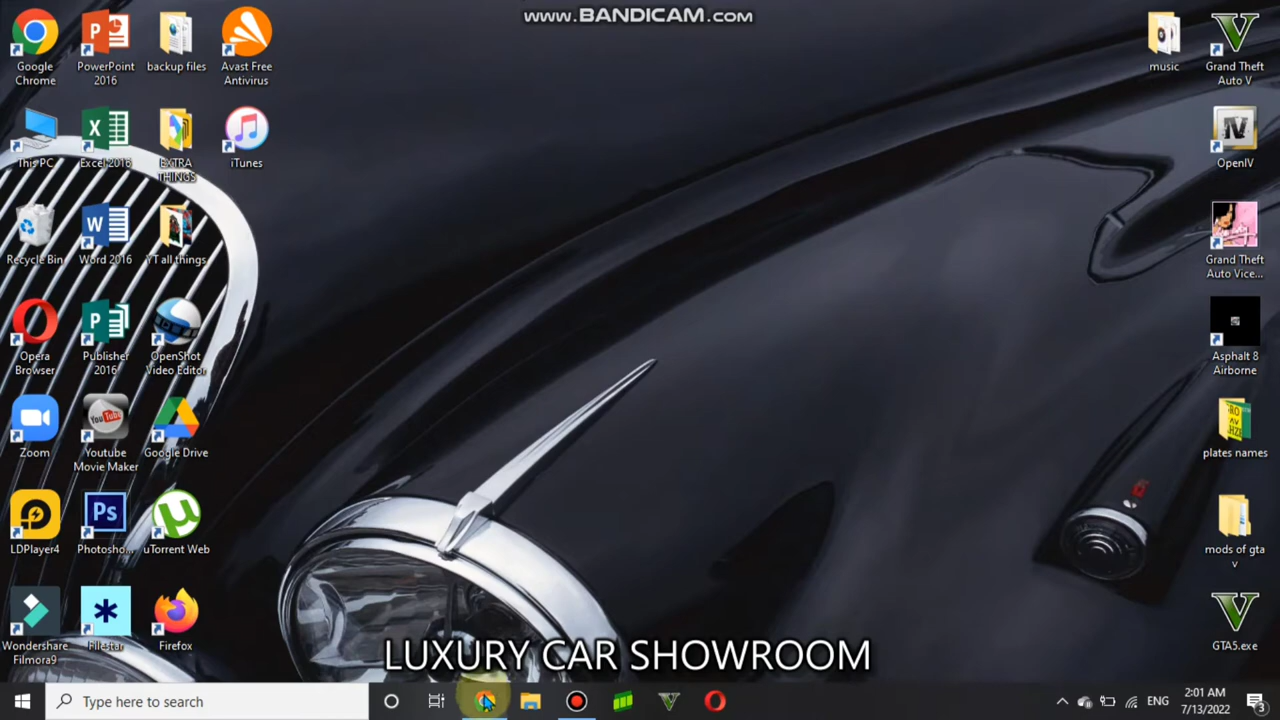 www.BANDICAM.com
Google
Chrome
PowerPoint
2016
backup files
Avast Free
Antivirus
music
Grand Theft
Auto V
This PC
Excel 2016
EXTRA
THINGS
iTunes
OpenIV
Recycle Bin
Word 2016
YT all things
Grand Theft
Auto Vice...
Opera
Browser
Publisher
2016
OpenShot
Video Editor
Asphalt 8
Airborne
Zoom
Youtube
Movie Maker
Google Drive
plates names
LDPlayer4
Photosho...
uTorrent Web
mods of gta
v
Wondershare
Filmora9
Filestar
Firefox
GTA5.exe
LUXURY CAR SHOWROOM
Type here to search
ENG
2:01 AM
7/13/2022
3